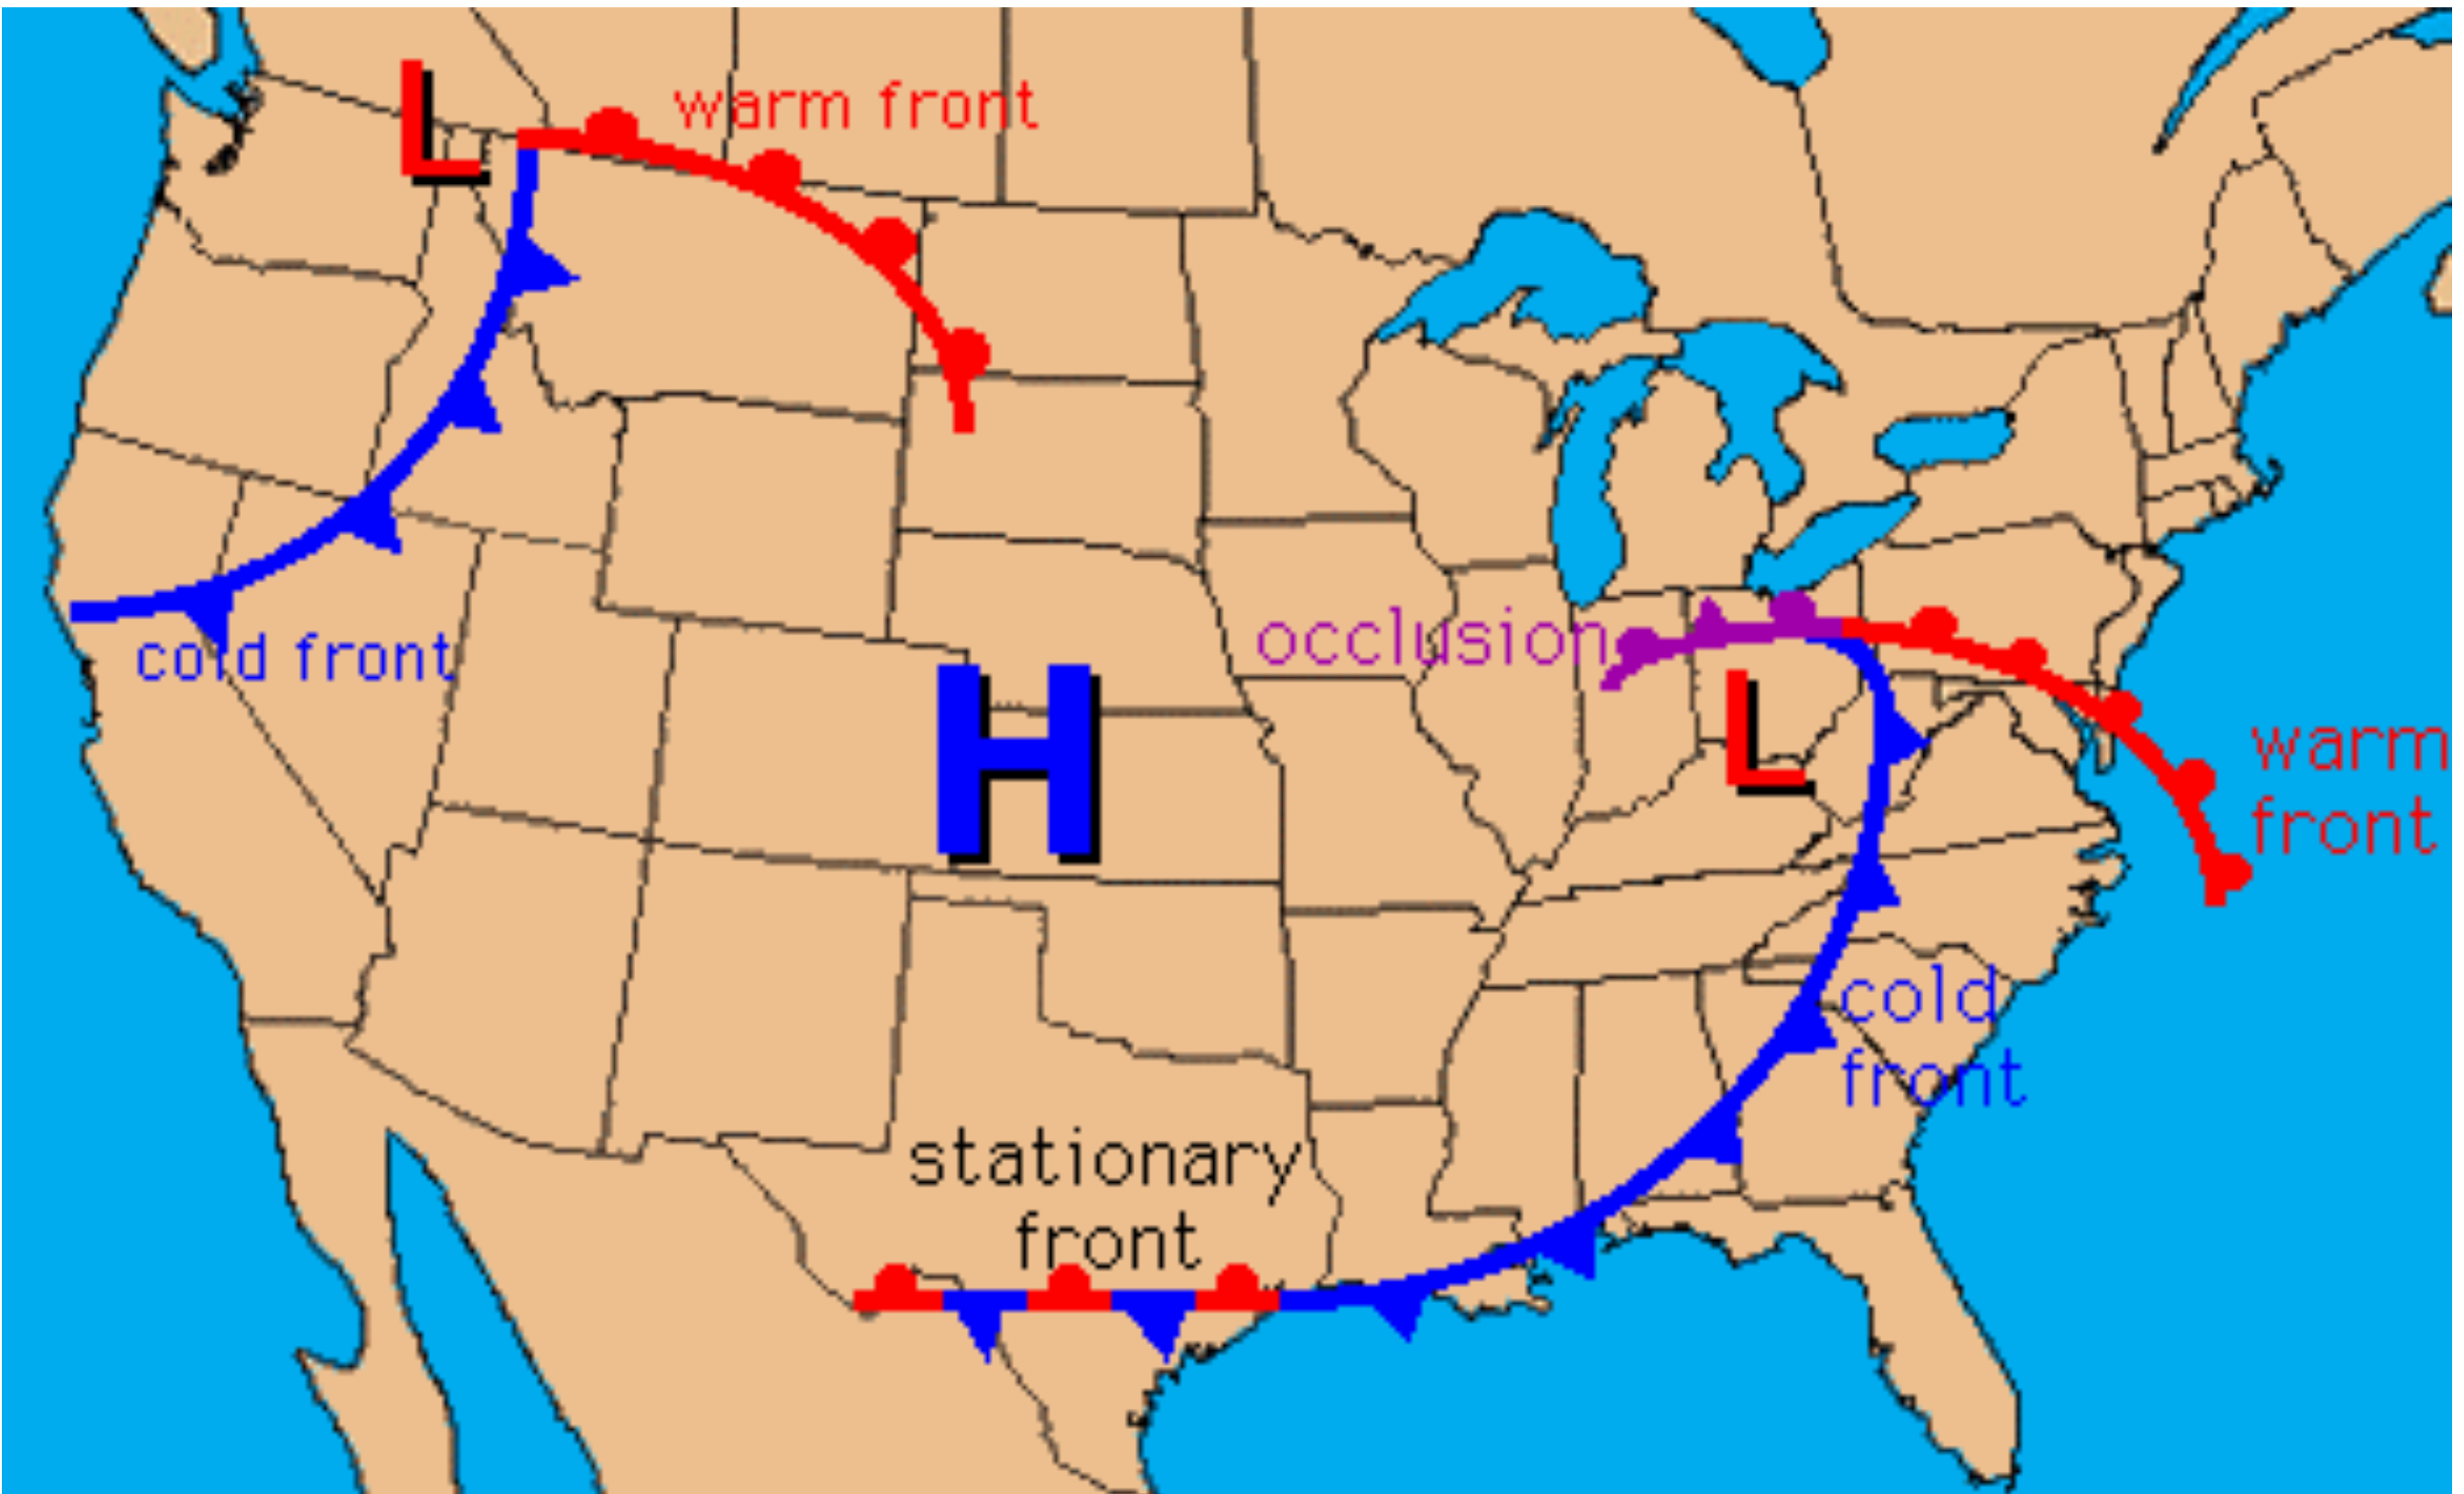 L
warm front
cold front
occlusion
H
L
warm
front
cold
front
stationary
front